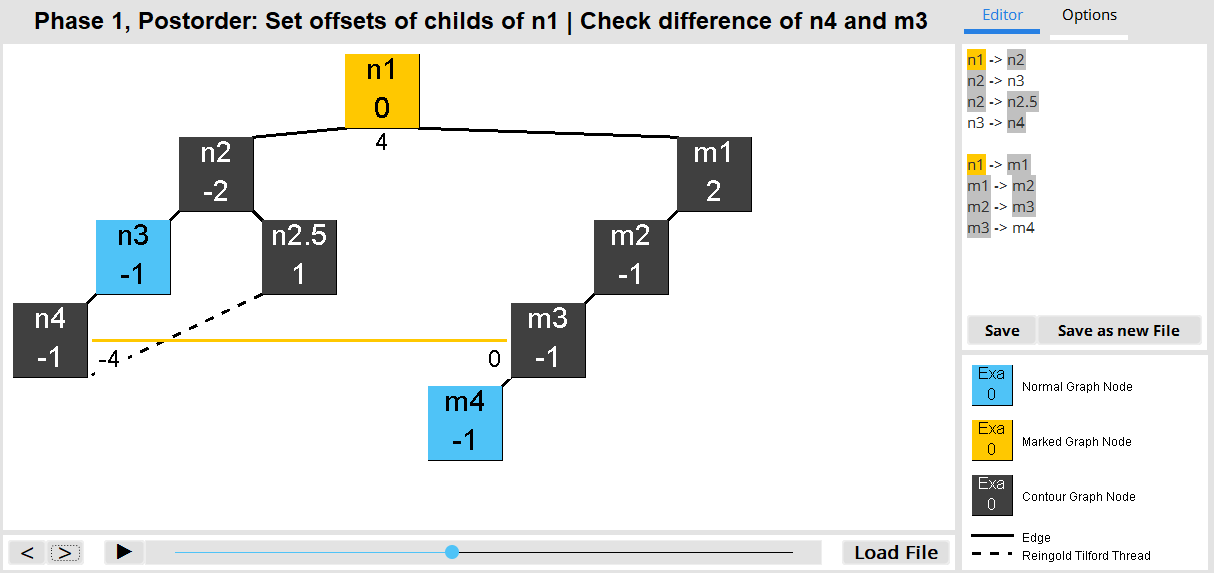 Phase 1, Postorder: Set offsets of childs of n1 | Check difference of n4 and m3
n1
0
4
n2
-2
m1
2
n3
-1
n2.5
1
m2
-1
n4
-1
-4
0
m3
-1
m4
-1
<
>
Load File
Editor
Options
n1 -> n2
n2 -> n3
n2 -> n2.5
n3 -> n4
n1 -> m1
m1 -> m2
m2 -> m3
m3 -> m4
Save
Save as new File
Exa
0
Normal Graph Node
Exa
0
Marked Graph Node
Exa
0
Contour Graph Node
Edge
Reingold Tilford Thread